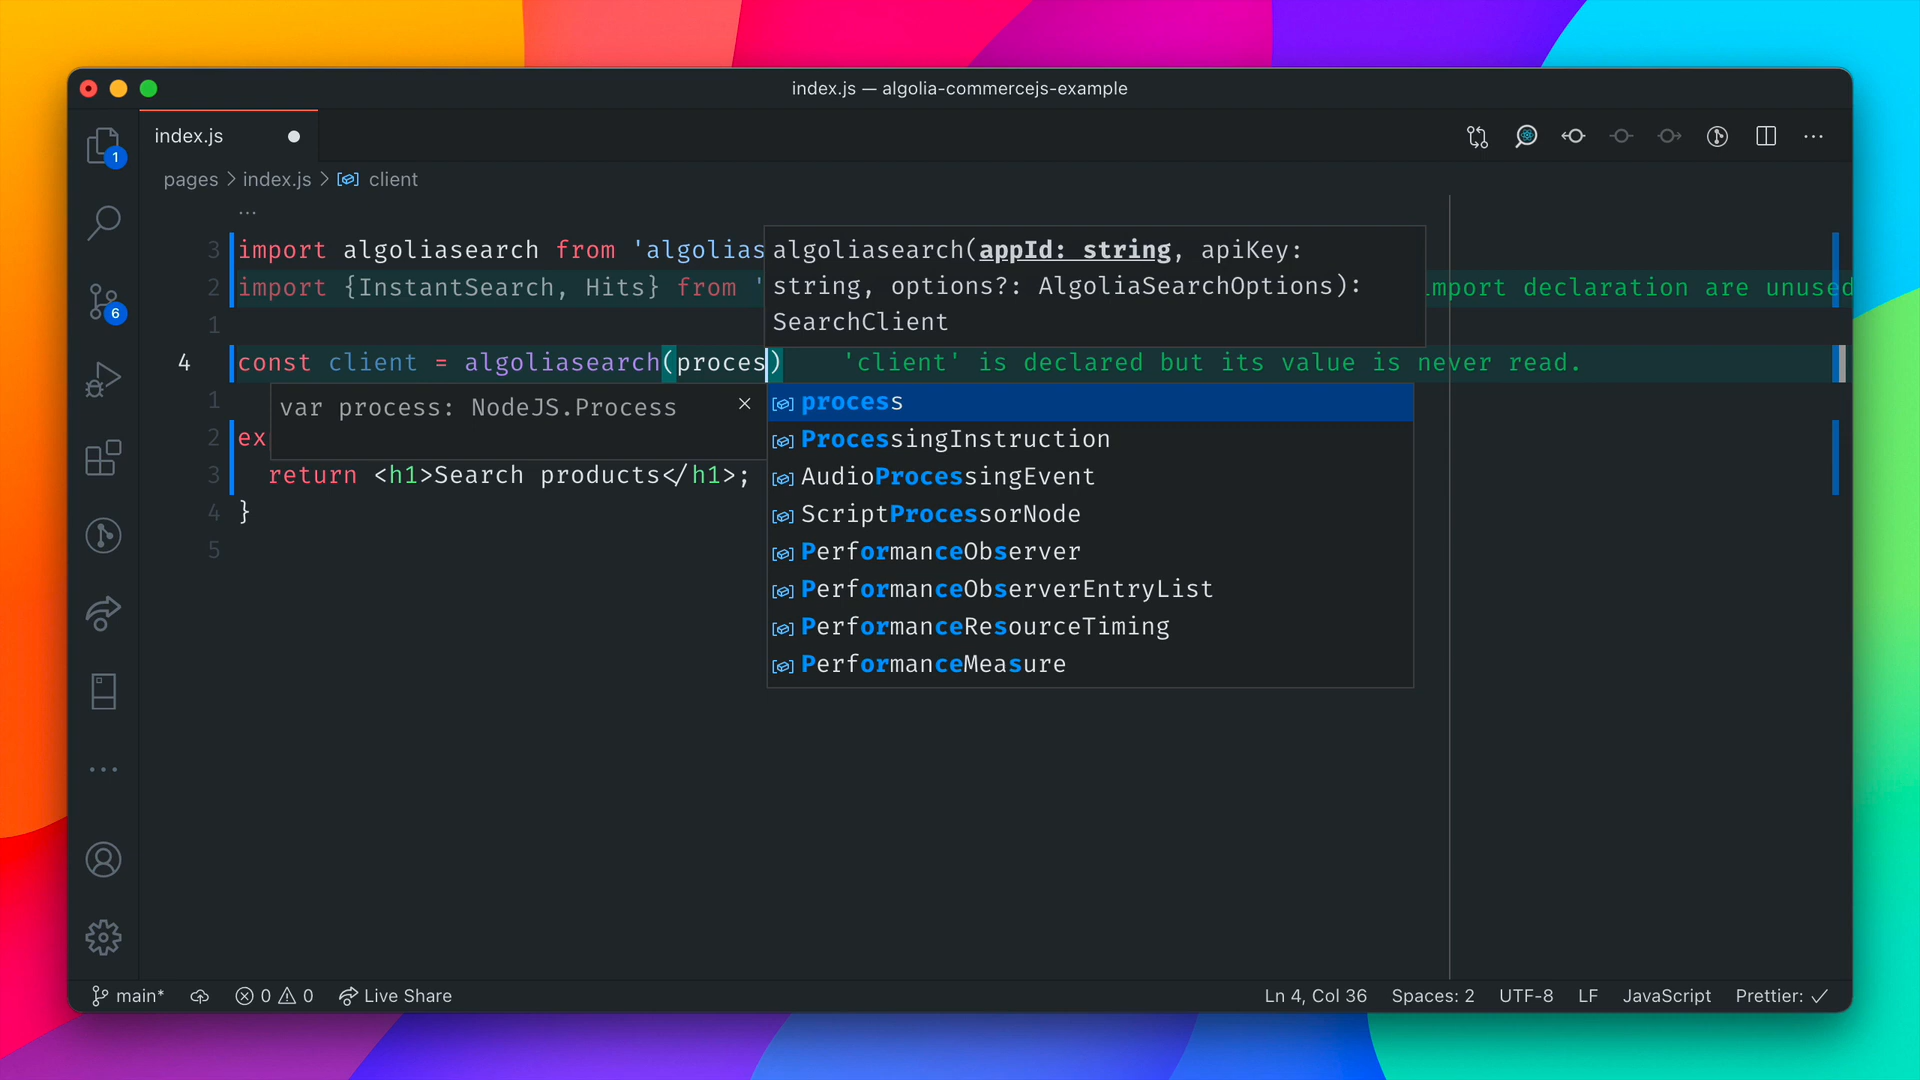 index.js — algolia-commercejs-example
index.js
1
pages > index.js > client
...
3 import algoliasearch from 'algolias
algoliasearch(appId: string, apiKey:
2 import {InstantSearch, Hits} from '
string, options?: AlgoliaSearchOptions):
import declaration are unused
SearchClient
1
6
4 const client = algoliasearch(proces) 'client' is declared but its value is never read.
1
var process: NodeJS.Process
process
2 ex
ProcessingInstruction
3 return <h1>Search products</h1>;
AudioProcessingEvent
4 }
ScriptProcessorNode
5
PerformanceObserver
PerformanceObserverEntryList
PerformanceResourceTiming
PerformanceMeasure
main* 0 0 Live Share Ln 4, Col 36 Spaces: 2 UTF-8 LF JavaScript Prettier: ✓